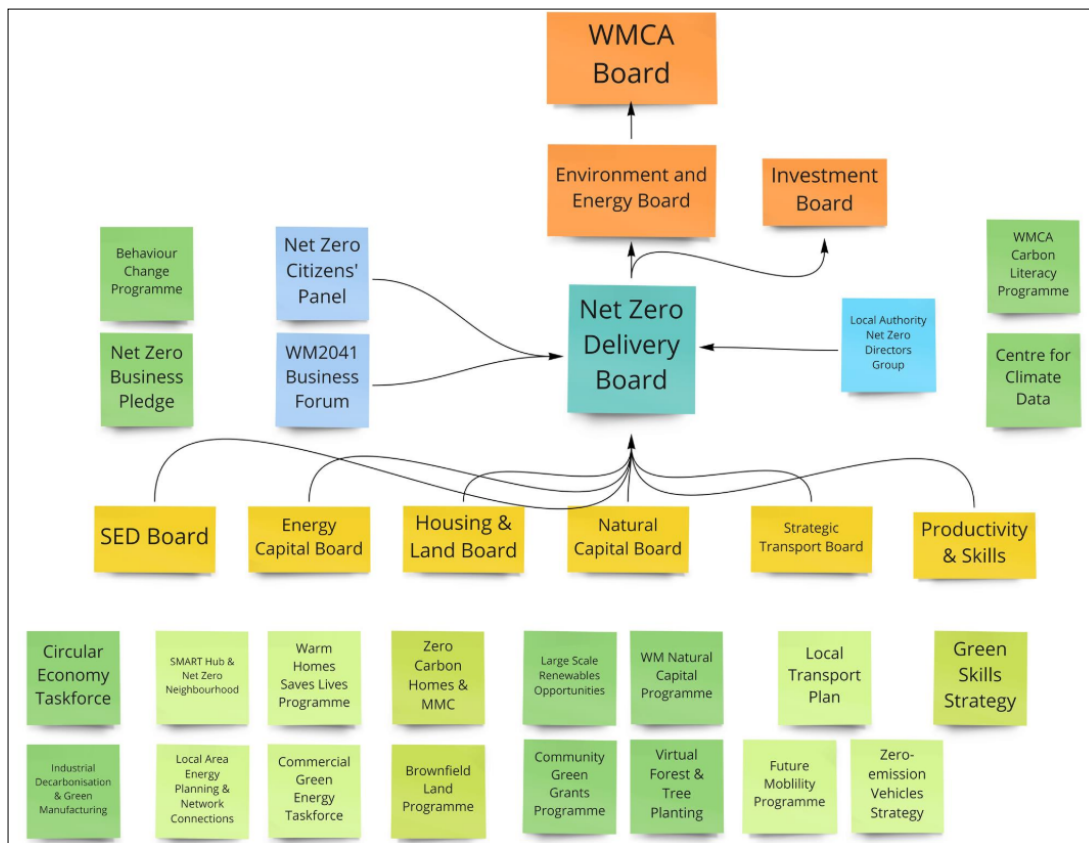 WMCA
Board
Environment and
Energy Board
Investment
Board
Behaviour
Change
Programme
Net Zero
Citizens'
Panel
WMCA
Carbon
Literacy
Programme
Net Zero
Business
Pledge
WM2041
Business
Forum
Net Zero
Delivery
Board
Local Authority
Net Zero
Directors
Group
Centre for
Climate
Data
SED Board
Energy
Capital Board
Housing &
Land Board
Natural
Capital Board
Strategic
Transport Board
Productivity
& Skills
Circular
Economy
Taskforce
SMART Hub &
Net Zero
Neighbourhood
Warm
Homes
Saves Lives
Programme
Zero
Carbon
Homes &
MMC
Large Scale
Renewables
Opportunities
WM Natural
Capital
Programme
Local
Transport
Plan
Green
Skills
Strategy
Industrial
Decarbonisation
& Green
Manufacturing
Local Area
Energy
Planning &
Network
Connections
Commercial
Green
Energy
Taskforce
Brownfield
Land
Programme
Community
Green
Grants
Programme
Virtual
Forest &
Tree
Planting
Future
Moblility
Programme
Zero-
emission
Vehicles
Strategy